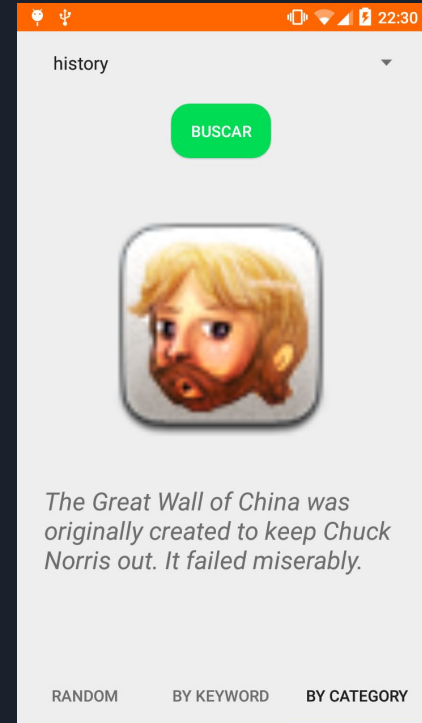 22:30
history
BUSCAR
The Great Wall of China was
originally created to keep Chuck
Norris out. It failed miserably.
RANDOM BY KEYWORD BY CATEGORY